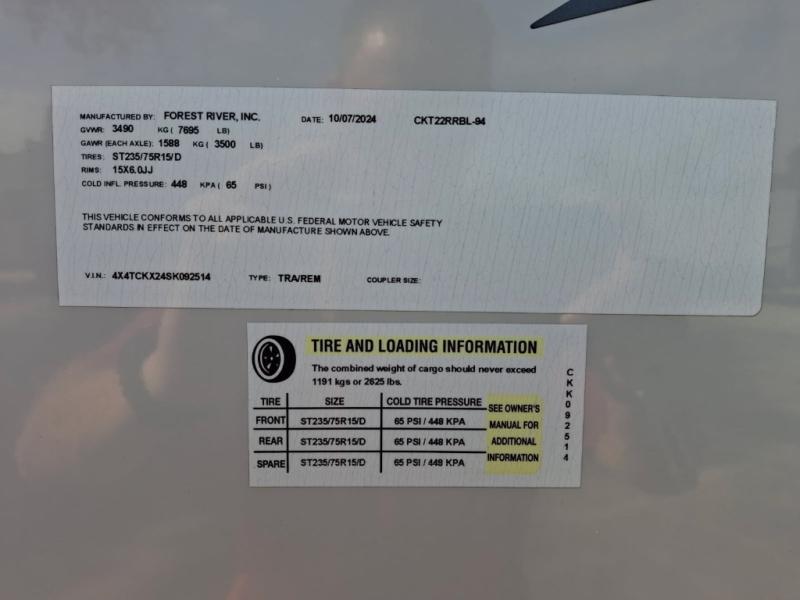 MANUFACTURED BY: FOREST RIVER, INC. DATE: 10/07/2024 CKT22RRBL-94
GVWR: 3490 KG ( 7695 LB)
GAWR (EACH AXLE): 1588 KG ( 3500 LB)
TIRES: ST235/75R15/D
RIMS: 15X6.0JJ
COLD INFL. PRESSURE: 448 KPA ( 65 PSI )
THIS VEHICLE CONFORMS TO ALL APPLICABLE U.S. FEDERAL MOTOR VEHICLE SAFETY
STANDARDS IN EFFECT ON THE DATE OF MANUFACTURE SHOWN ABOVE.
V.I.N.: 4X4TCKX24SK092514 TYPE: TRA/REM COUPLER SIZE:
TIRE AND LOADING INFORMATION
The combined weight of cargo should never exceed
1191 kgs or 2625 lbs.
TIRE SIZE COLD TIRE PRESSURE
FRONT ST235/75R15/D 65 PSI / 448 KPA
REAR ST235/75R15/D 65 PSI / 448 KPA
SPARE ST235/75R15/D 65 PSI / 448 KPA
SEE OWNER'S
MANUAL FOR
ADDITIONAL
INFORMATION
CKK092514